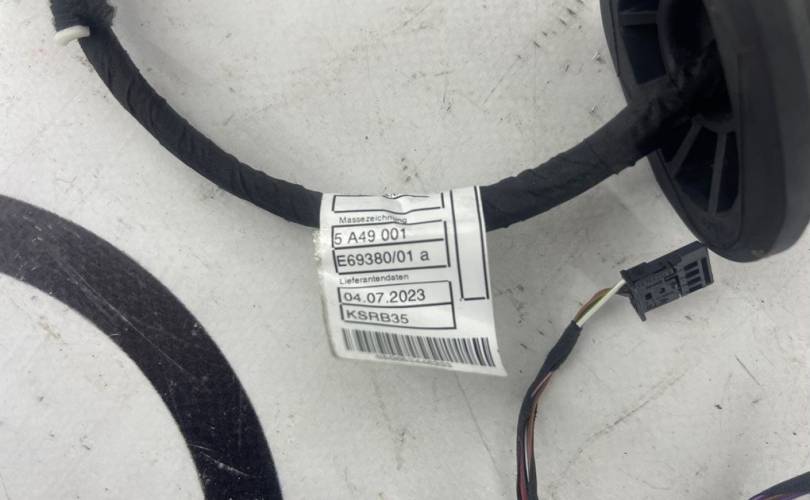 Massezeichnung
5 A49 001
E69380/01 a
Lieferantendaten
04.07.2023
KSRB35